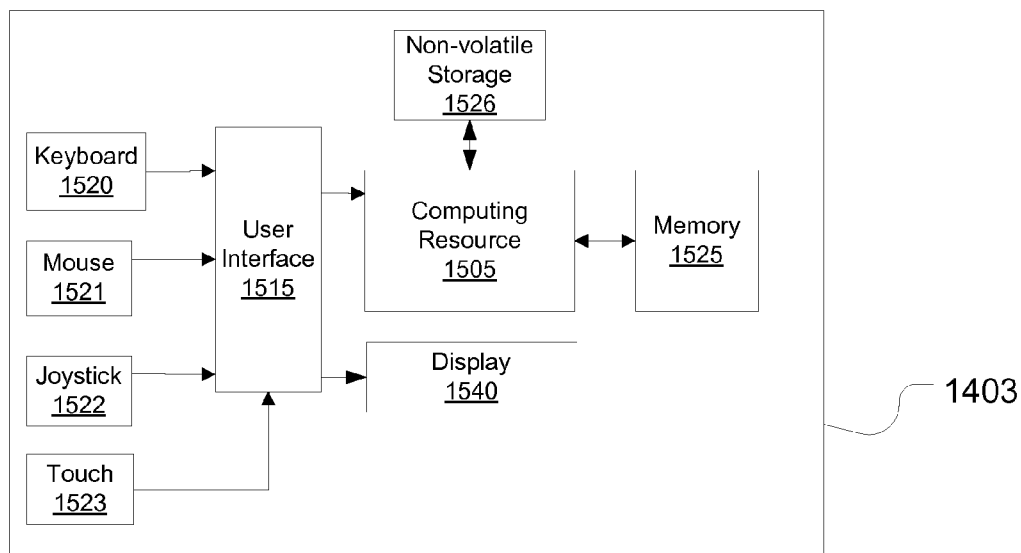 Non-volatile
Storage
1526
Keyboard
1520
User
Interface
1515
Computing
Resource
1505
Memory
1525
Mouse
1521
Joystick
1522
Display
1540
1403
Touch
1523